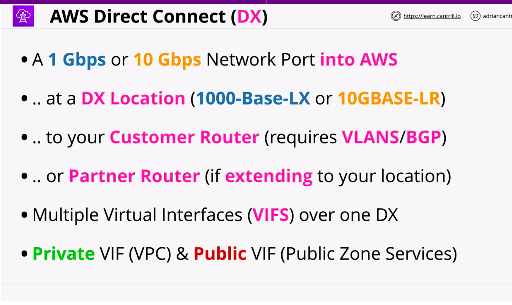 AWS Direct Connect (DX)
https://learn.cantrill.io
adriancant
• A 1 Gbps or 10 Gbps Network Port into AWS
• .. at a DX Location (1000-Base-LX or 10GBASE-LR)
• .. to your Customer Router (requires VLANS/BGP)
• .. or Partner Router (if extending to your location)
• Multiple Virtual Interfaces (VIFS) over one DX
• Private VIF (VPC) & Public VIF (Public Zone Services)